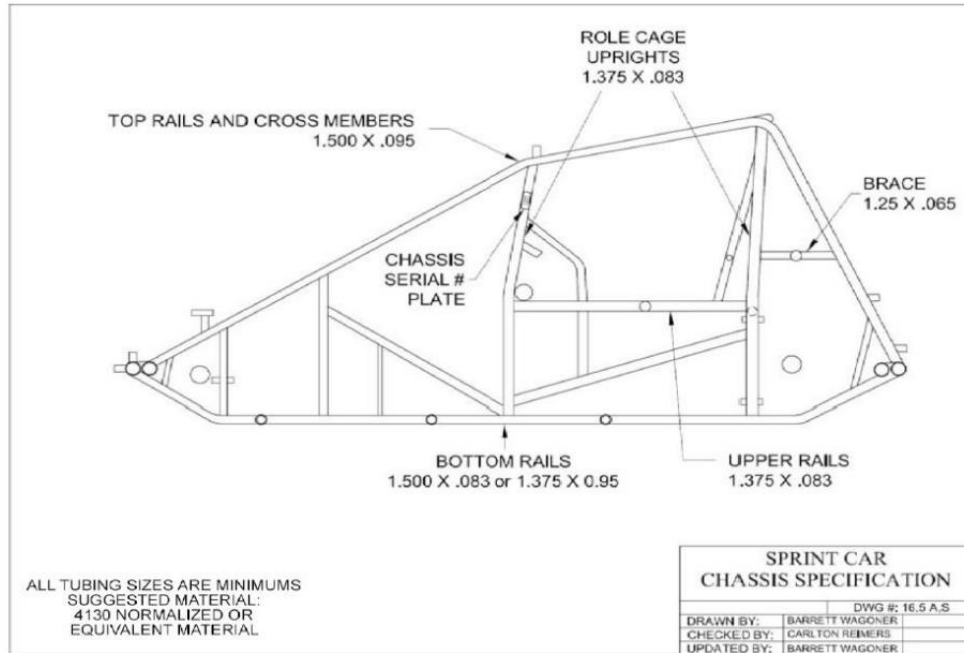 ROLE CAGE
UPRIGHTS
1.375 X .083
TOP RAILS AND CROSS MEMBERS
1.500 X .095
BRACE
1.25 X .065
CHASSIS
SERIAL #
PLATE
BOTTOM RAILS
1.500 X .083 or 1.375 X 0.95
UPPER RAILS
1.375 X .083
ALL TUBING SIZES ARE MINIMUMS
SUGGESTED MATERIAL:
4130 NORMALIZED OR
EQUIVALENT MATERIAL
SPRINT CAR
CHASSIS SPECIFICATION
DWG #: 16.5 A,S
DRAWN BY: BARRETT WAGONER
CHECKED BY: CARLTON REIMERS
UPDATED BY: BARRETT WAGONER